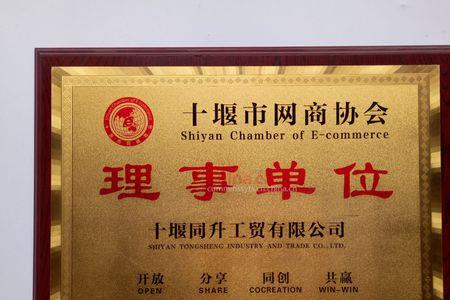 十堰市网商协会
Shiyan Chamber of E-commerce
理事单位
十堰同升工贸有限公司
SHIYAN TONGSHENG INDUSTRY AND TRADE CO.,LTD.
开放 分享 同创 共赢
OPEN SHARE COCREATION WIN-WIN